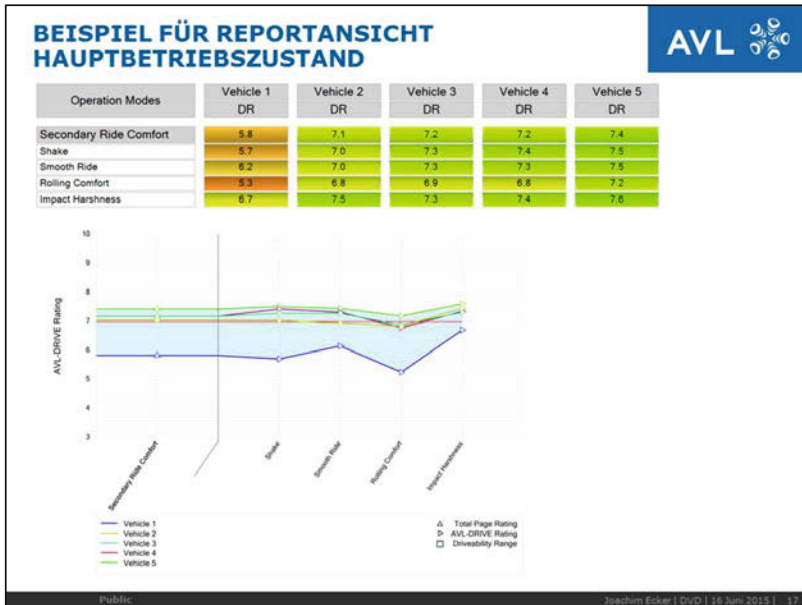 BEISPIEL FÜR REPORTANSICHT
HAUPTBETRIEBSZUSTAND
AVL
Operation Modes Vehicle 1 Vehicle 2 Vehicle 3 Vehicle 4 Vehicle 5
DR DR DR DR DR
Secondary Ride Comfort 5.8 7.1 7.2 7.2 7.4
Shake 5.7 7.0 7.3 7.4 7.5
Smooth Ride 6.2 7.0 7.3 7.3 7.5
Rolling Comfort 5.3 6.8 6.9 6.8 7.2
Impact Harshness 6.7 7.5 7.3 7.4 7.6
AVL-DRIVE Rating
10
9
8
7
6
5
4
3
Secondary Ride Comfort
Shake
Smooth Ride
Rolling Comfort
Impact Harshness
Vehicle 1
Vehicle 2
Vehicle 3
Vehicle 4
Vehicle 5
Total Page Rating
AVL-DRIVE Rating
Driveability Range
Public Joachim Ecker | DVD | 16 Juni 2015 | 17